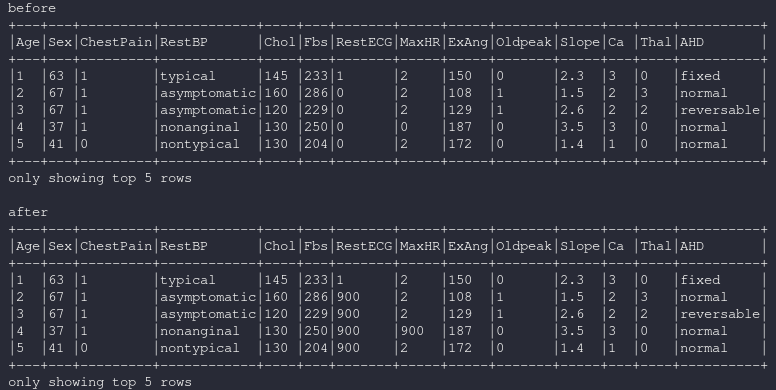 before
+---+---+---------+------------+----+---+-------+-----+-----+-------+-----+---+----+----------+
|Age|Sex|ChestPain|RestBP      |Chol|Fbs|RestECG|MaxHR|ExAng|Oldpeak|Slope|Ca |Thal|AHD       |
+---+---+---------+------------+----+---+-------+-----+-----+-------+-----+---+----+----------+
|1  |63 |1        |typical     |145 |233|1      |2    |150  |0      |2.3  |3  |0   |fixed     |
|2  |67 |1        |asymptomatic|160 |286|0      |2    |108  |1      |1.5  |2  |3   |normal    |
|3  |67 |1        |asymptomatic|120 |229|0      |2    |129  |1      |2.6  |2  |2   |reversable|
|4  |37 |1        |nonanginal  |130 |250|0      |0    |187  |0      |3.5  |3  |0   |normal    |
|5  |41 |0        |nontypical  |130 |204|0      |2    |172  |0      |1.4  |1  |0   |normal    |
+---+---+---------+------------+----+---+-------+-----+-----+-------+-----+---+----+----------+
only showing top 5 rows
after
+---+---+---------+------------+----+---+-------+-----+-----+-------+-----+---+----+----------+
|Age|Sex|ChestPain|RestBP      |Chol|Fbs|RestECG|MaxHR|ExAng|Oldpeak|Slope|Ca |Thal|AHD       |
+---+---+---------+------------+----+---+-------+-----+-----+-------+-----+---+----+----------+
|1  |63 |1        |typical     |145 |233|1      |2    |150  |0      |2.3  |3  |0   |fixed     |
|2  |67 |1        |asymptomatic|160 |286|900    |2    |108  |1      |1.5  |2  |3   |normal    |
|3  |67 |1        |asymptomatic|120 |229|900    |2    |129  |1      |2.6  |2  |2   |reversable|
|4  |37 |1        |nonanginal  |130 |250|900    |900  |187  |0      |3.5  |3  |0   |normal    |
|5  |41 |0        |nontypical  |130 |204|900    |2    |172  |0      |1.4  |1  |0   |normal    |
+---+---+---------+------------+----+---+-------+-----+-----+-------+-----+---+----+----------+
only showing top 5 rows